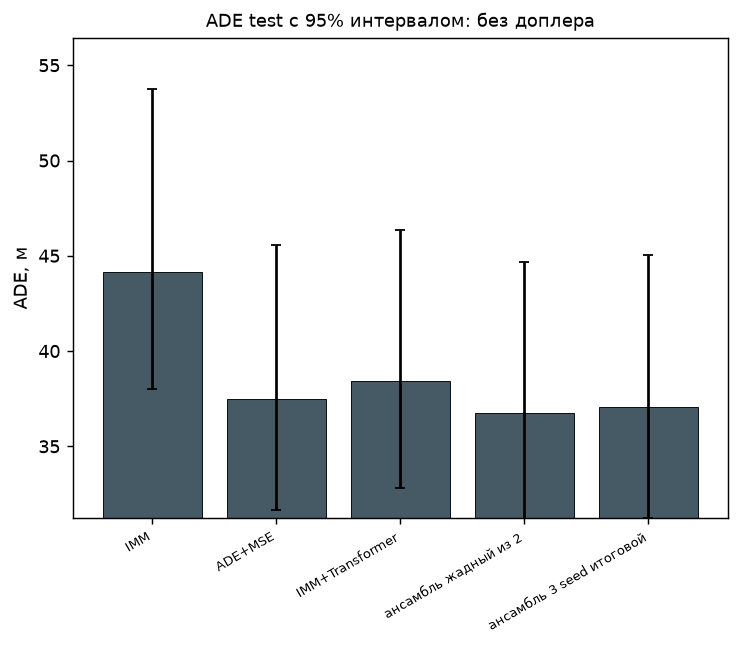 ADE test с 95% интервалом: без доплера
ADE, м
55
50
45
40
35
IMM
ADE+MSE
IMM+Transformer
ансамбль жадный из 2
ансамбль 3 seed итоговой